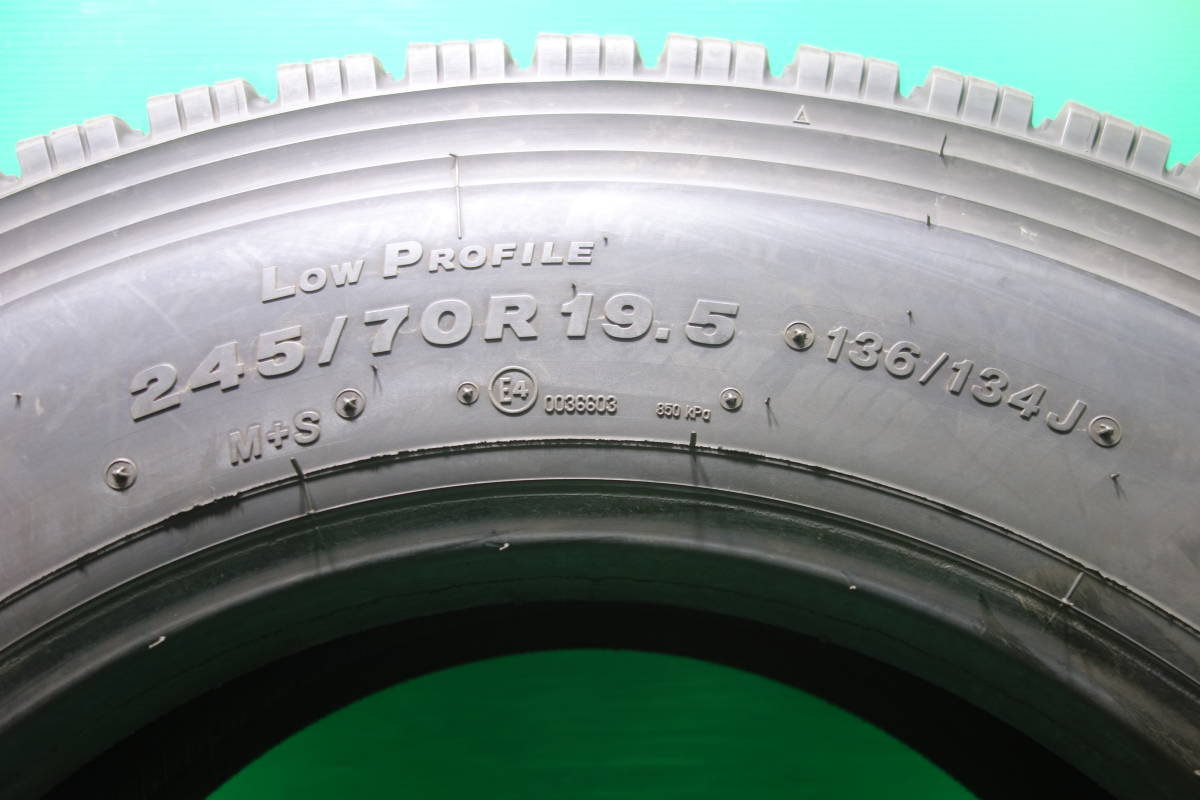 LOW PROFILE
245/70R19.5
136/134J
M+S
E4 0036603 850 kPa